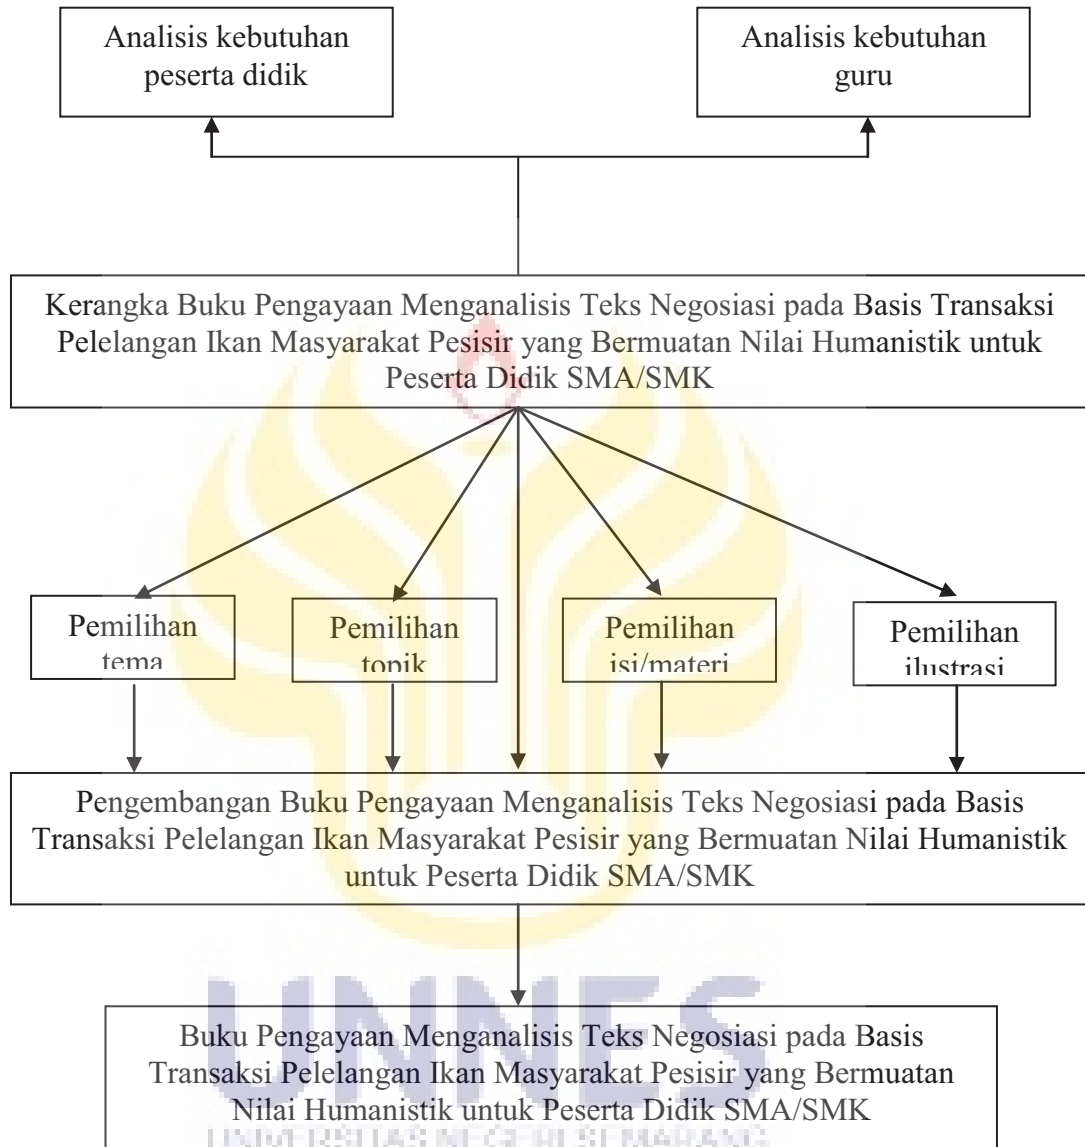 Analisis kebutuhan
peserta didik
Analisis kebutuhan
guru
Kerangka Buku Pengayaan Menganalisis Teks Negosiasi pada Basis Transaksi
Pelelangan Ikan Masyarakat Pesisir yang Bermuatan Nilai Humanistik untuk
Peserta Didik SMA/SMK
Pemilihan
tema
Pemilihan
topik
Pemilihan
isi/materi
Pemilihan
ilustrasi
Pengembangan Buku Pengayaan Menganalisis Teks Negosiasi pada Basis
Transaksi Pelelangan Ikan Masyarakat Pesisir yang Bermuatan Nilai Humanistik
untuk Peserta Didik SMA/SMK
UNNES
Buku Pengayaan Menganalisis Teks Negosiasi pada Basis
Transaksi Pelelangan Ikan Masyarakat Pesisir yang Bermuatan
Nilai Humanistik untuk Peserta Didik SMA/SMK
UNIVERSITAS NEGERI SEMARANG